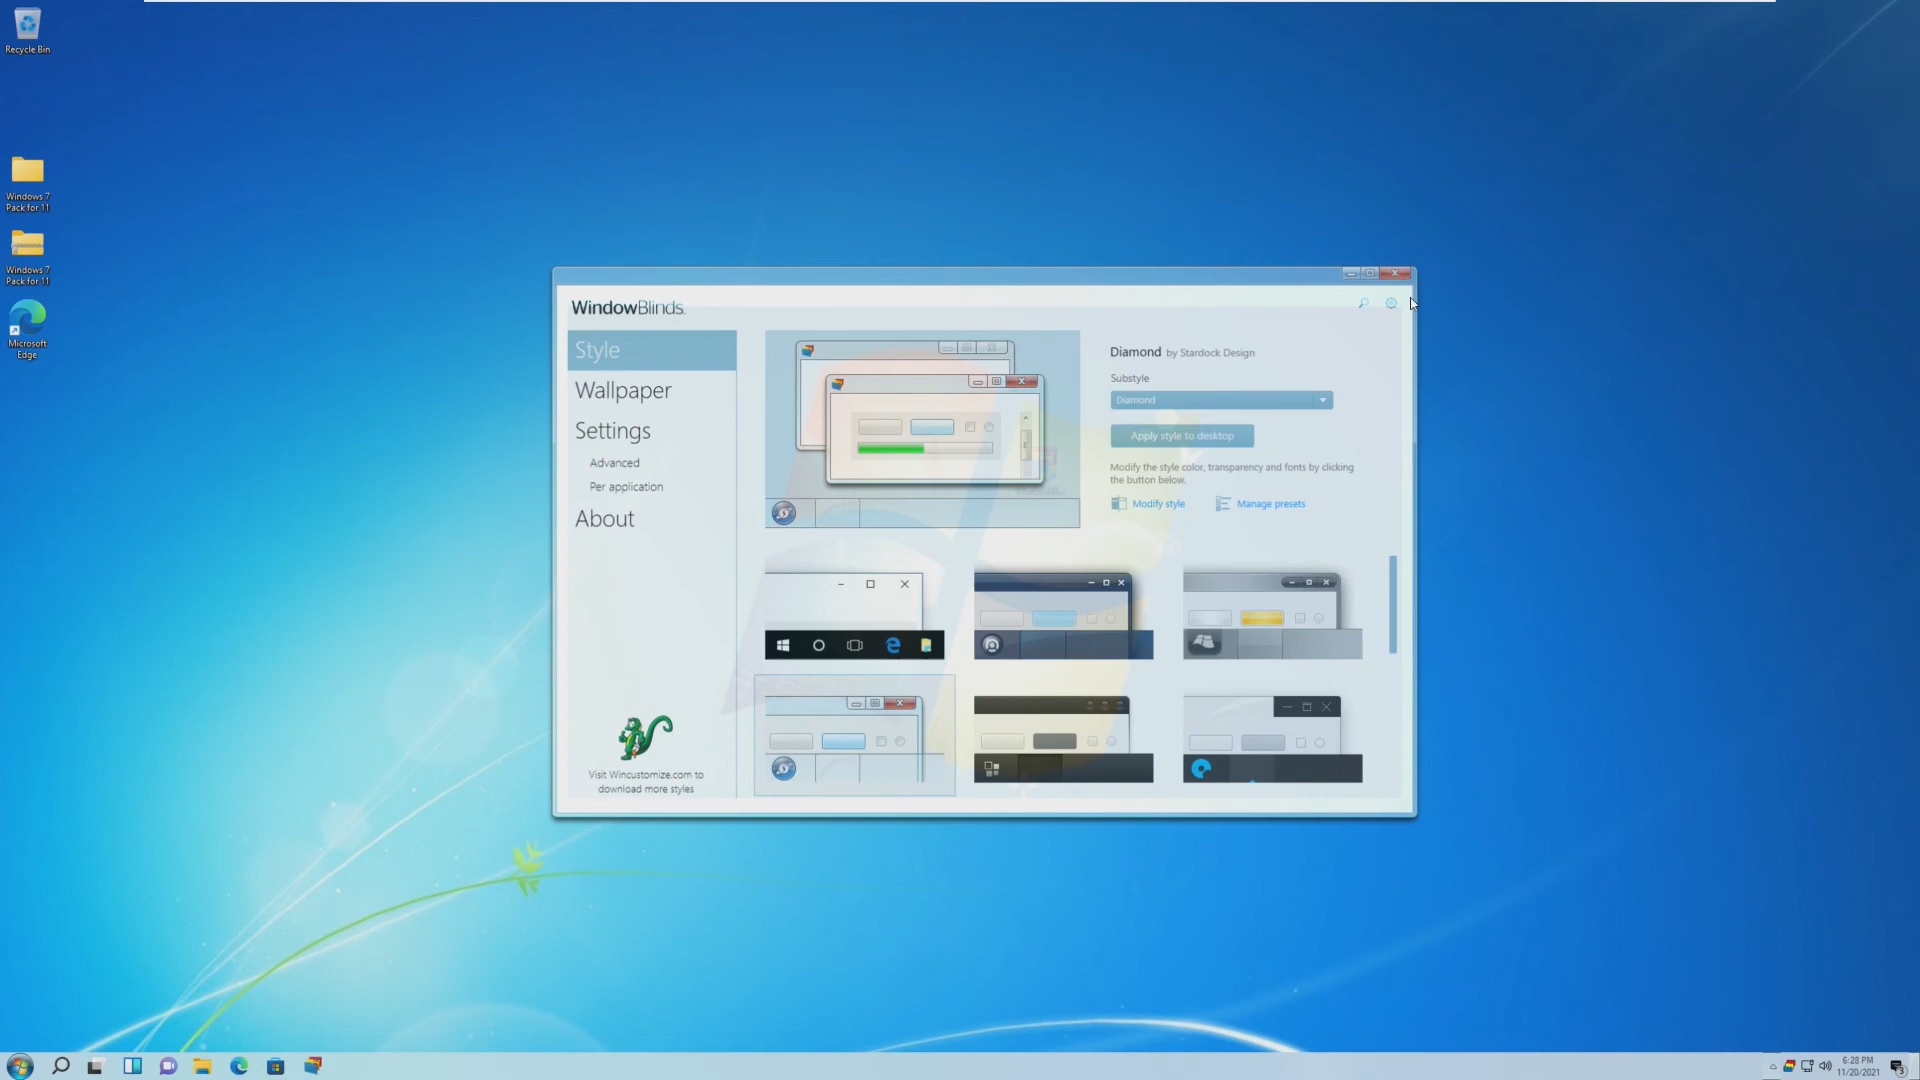 Recycle Bin
Windows 7
Pack for 11
Windows 7
Pack for 11
Microsoft
Edge
WindowBlinds.
Style
Wallpaper
Settings
Advanced
Per application
About
Visit Wincustomize.com to
download more styles
Diamond by Stardock Design
Substyle
Diamond
Apply style to desktop
Modify the style color, transparency and fonts by clicking
the button below.
Modify style
Manage presets
6:28 PM
11/20/2021
3